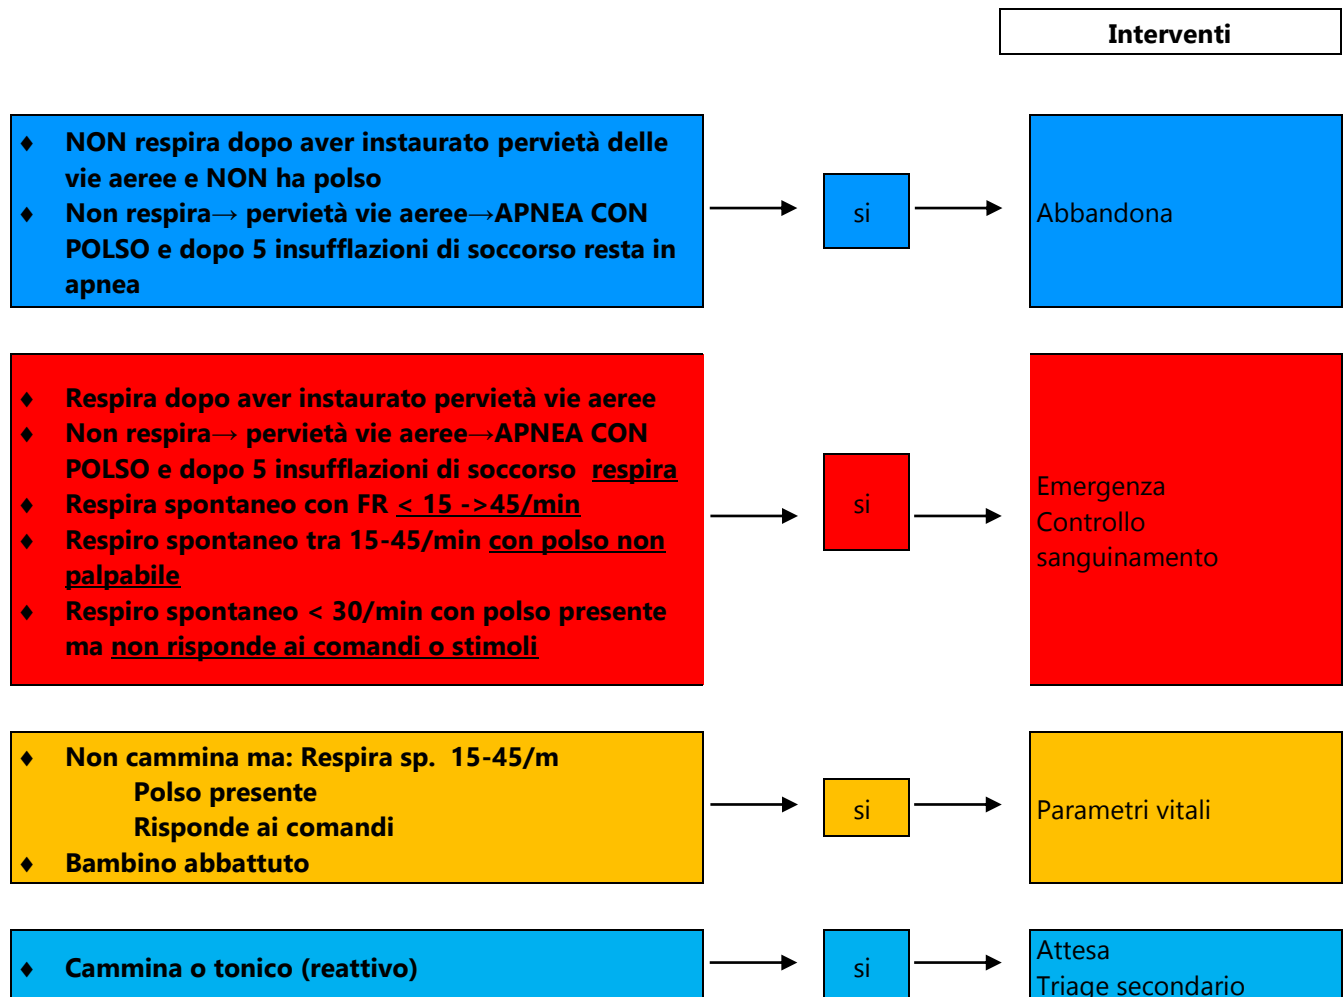 Interventi
♦ NON respira dopo aver instaurato pervietà delle
vie aeree e NON ha polso
♦ Non respira→ pervietà vie aeree→APNEA CON
POLSO e dopo 5 insufflazioni di soccorso resta in
apnea
si
Abbandona
♦ Respira dopo aver instaurato pervietà vie aeree
♦ Non respira→ pervietà vie aeree→APNEA CON
POLSO e dopo 5 insufflazioni di soccorso respira
♦ Respira spontaneo con FR < 15 ->45/min
♦ Respiro spontaneo tra 15-45/min con polso non
palpabile
♦ Respiro spontaneo < 30/min con polso presente
ma non risponde ai comandi o stimoli
si
Emergenza
Controllo
sanguinamento
♦ Non cammina ma: Respira sp. 15-45/m
Polso presente
Risponde ai comandi
♦ Bambino abbattuto
si
Parametri vitali
♦ Cammina o tonico (reattivo)
si
Attesa
Triage secondario